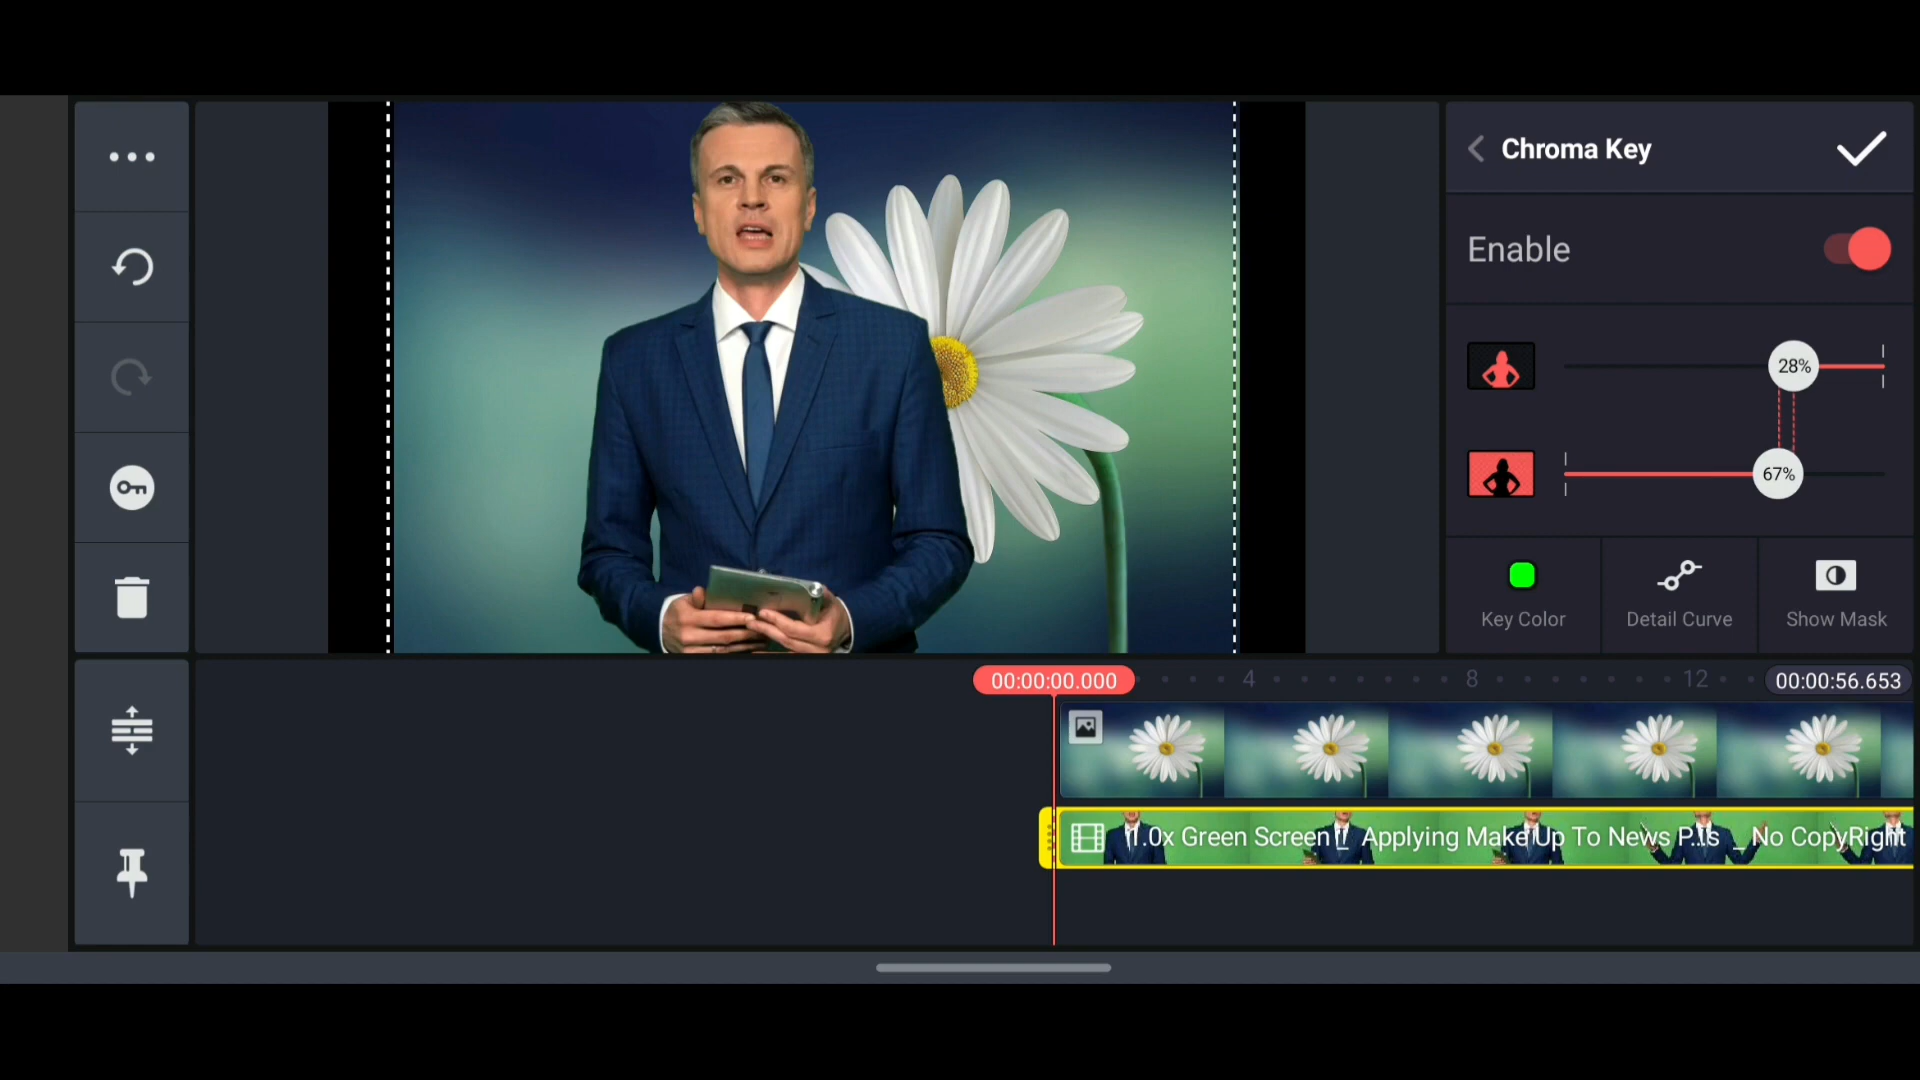 Chroma Key
Enable
28%
67%
Key Color
Detail Curve
Show Mask
00:00:00.000
4
8
12
00:00:56.653
1.0x Green Screen _ Applying Make Up To News P...s _ No CopyRight